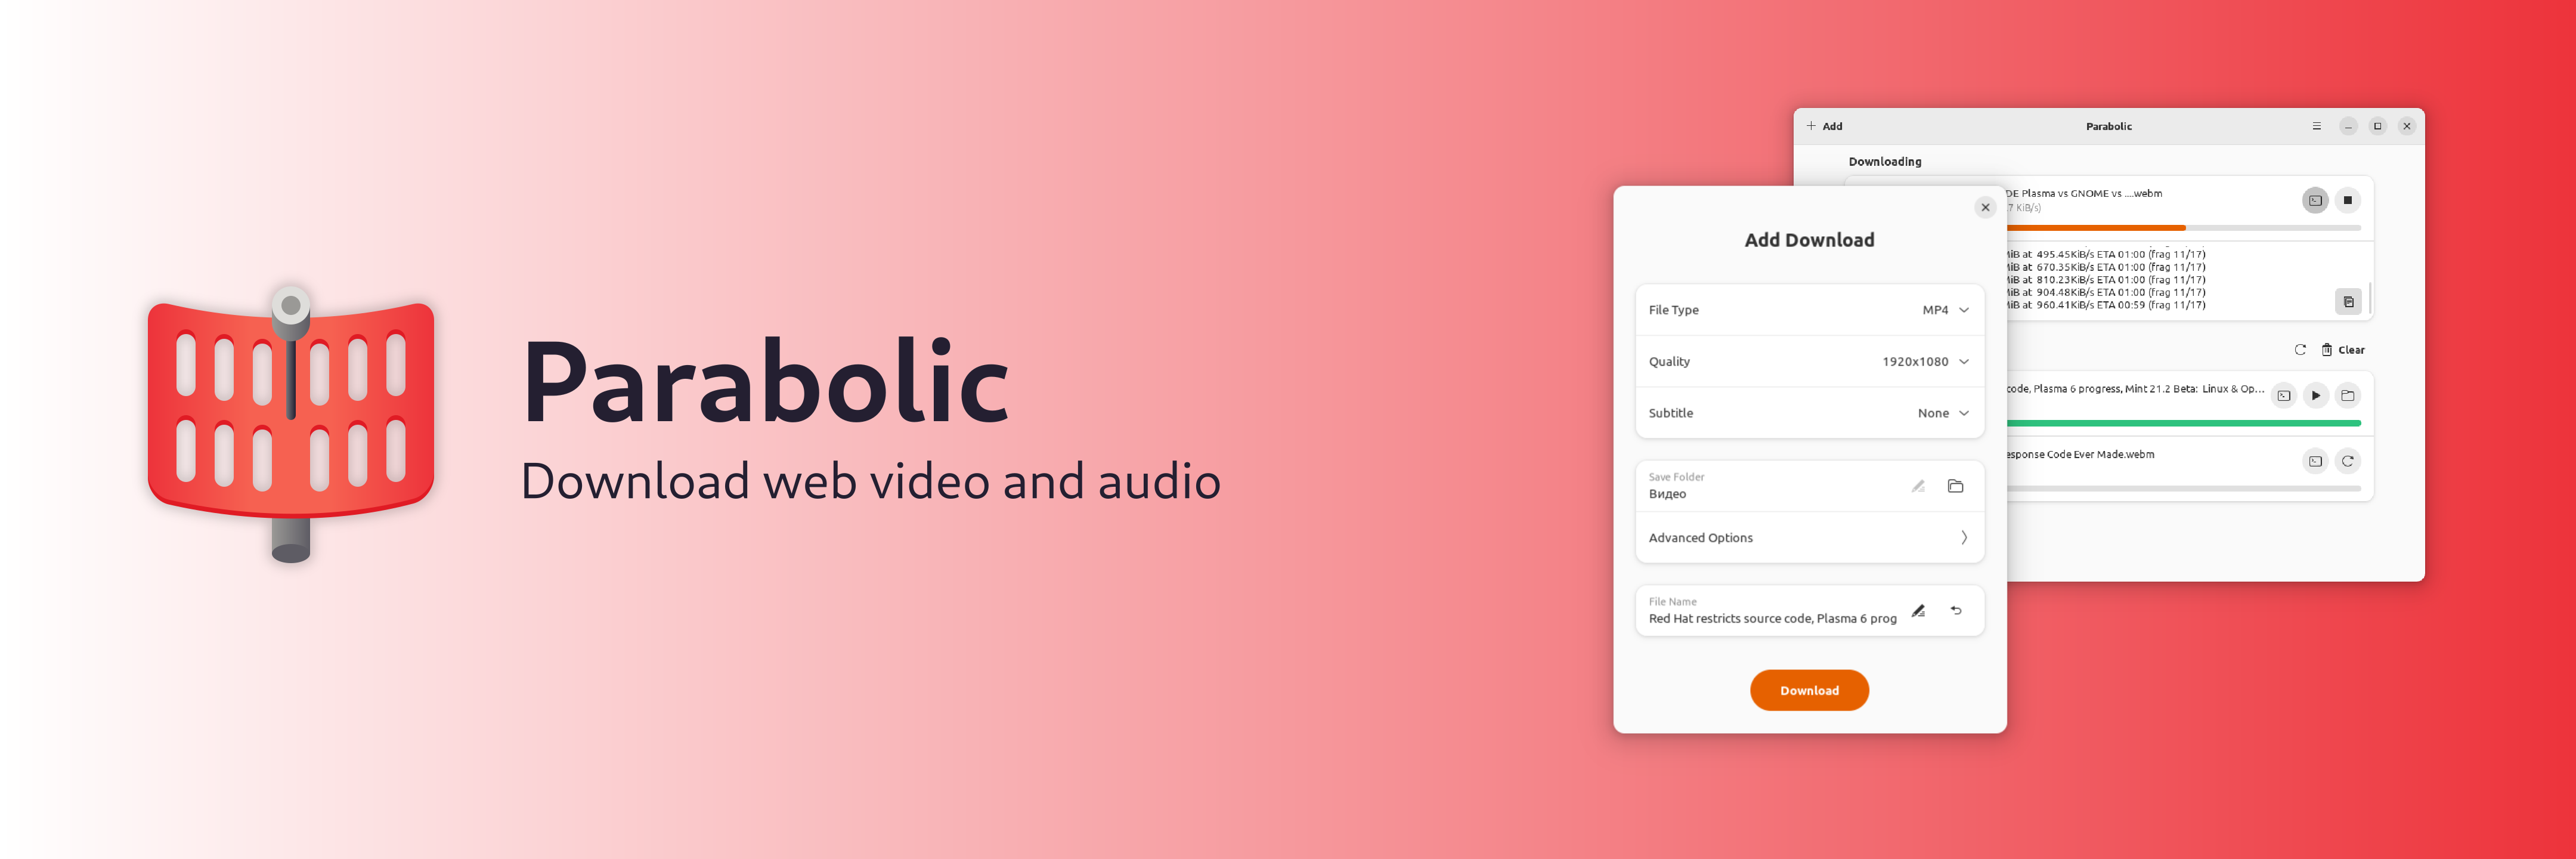 Parabolic
Download web video and audio
Add
Parabolic
Downloading
DE Plasma vs GNOME vs ....webm
7 KiB/s)
MiB at 495.45KiB/s ETA 01:00 (frag 11/17)
MiB at 670.35KiB/s ETA 01:00 (frag 11/17)
MiB at 810.23KiB/s ETA 01:00 (frag 11/17)
MiB at 904.48KiB/s ETA 01:00 (frag 11/17)
MiB at 960.41KiB/s ETA 00:59 (frag 11/17)
Clear
code, Plasma 6 progress, Mint 21.2 Beta: Linux & Op...
esponse Code Ever Made.webm
Add Download
File Type MP4
Quality 1920x1080
Subtitle None
Save Folder
Видео
Advanced Options
File Name
Red Hat restricts source code, Plasma 6 prog
Download